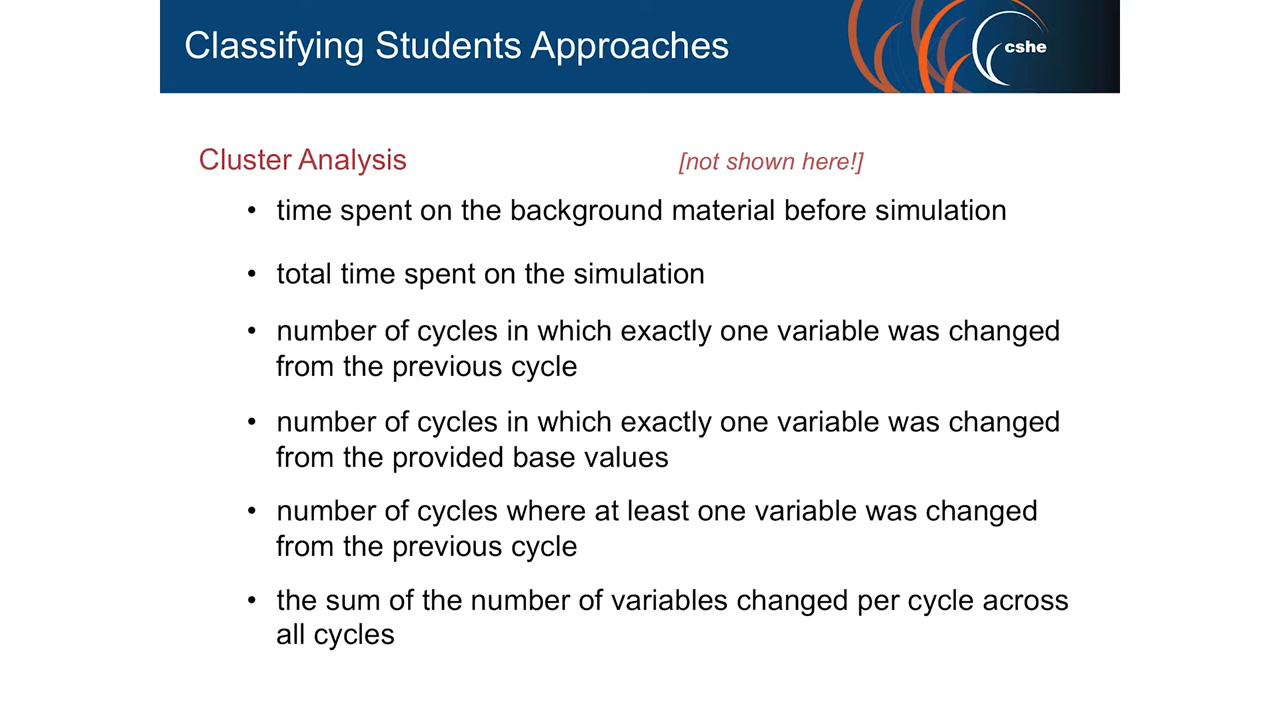 Classifying Students Approaches
cshe
Cluster Analysis
[not shown here!]
• time spent on the background material before simulation
• total time spent on the simulation
• number of cycles in which exactly one variable was changed
from the previous cycle
• number of cycles in which exactly one variable was changed
from the provided base values
• number of cycles where at least one variable was changed
from the previous cycle
• the sum of the number of variables changed per cycle across
all cycles